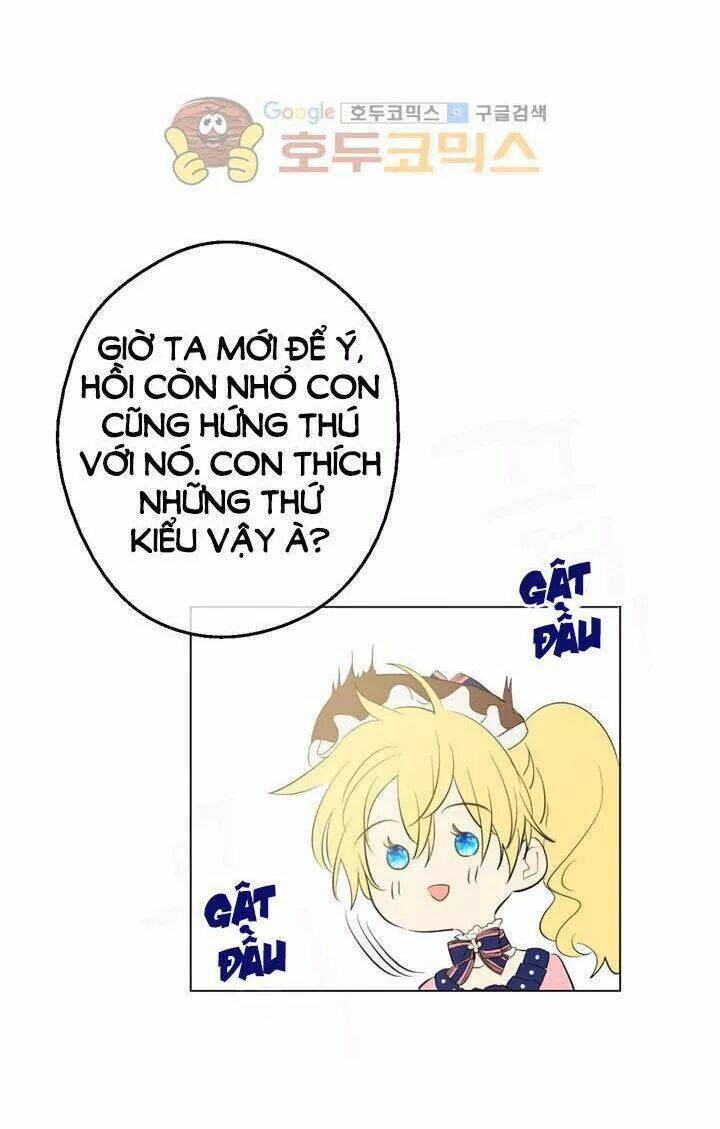 Google 호두코믹스 구글검색
호두코믹스
GIỜ TA MỚI ĐỂ Ý,
HỒI CÒN NHỎ CON
CŨNG HỨNG THÚ
VỚI NÓ. CON THÍCH
NHỮNG THỨ
KIỂU VẬY À?
GẬT
ĐẦU
GẬT
ĐẦU